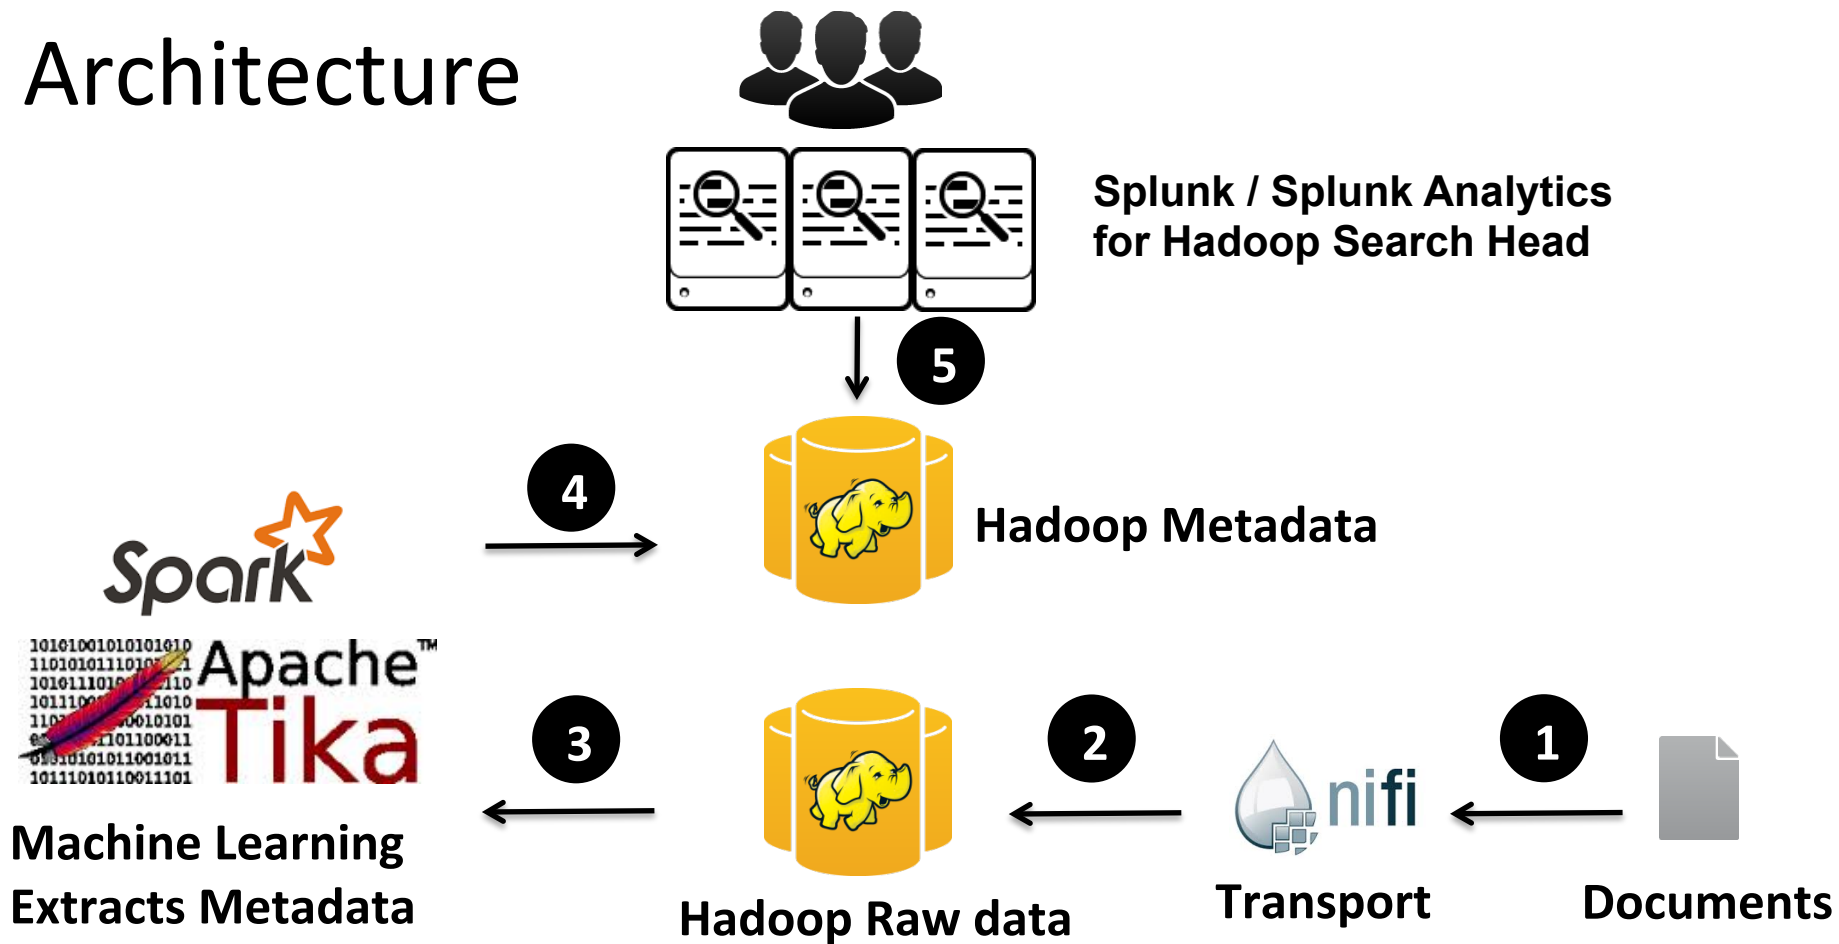 Architecture
Splunk / Splunk Analytics
for Hadoop Search Head
5
4
Hadoop Metadata
Spark
Apache™
Tika
3
2
1
nifi
Machine Learning
Extracts Metadata
Hadoop Raw data
Transport
Documents